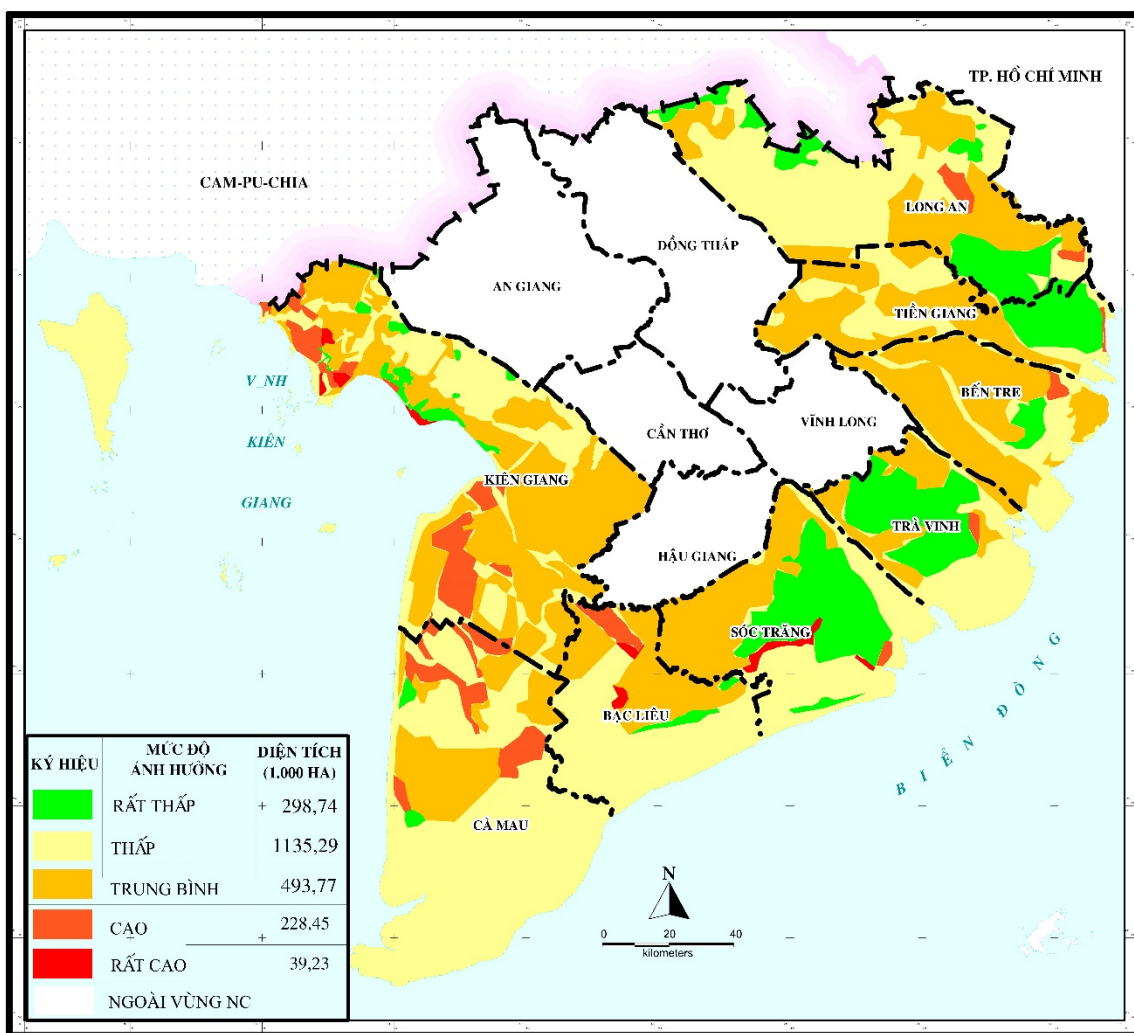 TP. HỒ CHÍ MINH
CAM-PU-CHIA
LONG AN
ĐỒNG THÁP
AN GIANG
TIỀN GIANG
V_NH
KIÊN
GIANG
BẾN TRE
VĨNH LONG
CẦN THƠ
KIÊN GIANG
TRÀ VINH
HẬU GIANG
SÓC TRĂNG
BẠC LIÊU
BIỂN ĐÔNG
CÀ MAU
KÝ HIỆU
MỨC ĐỘ
ẢNH HƯỞNG
DIỆN TÍCH
(1.000 HA)
RẤT THẤP 298,74
THẤP 1135,29
TRUNG BÌNH 493,77
CAO 228,45
RẤT CAO 39,23
NGOÀI VÙNG NC
N
0 20 40
kilometers